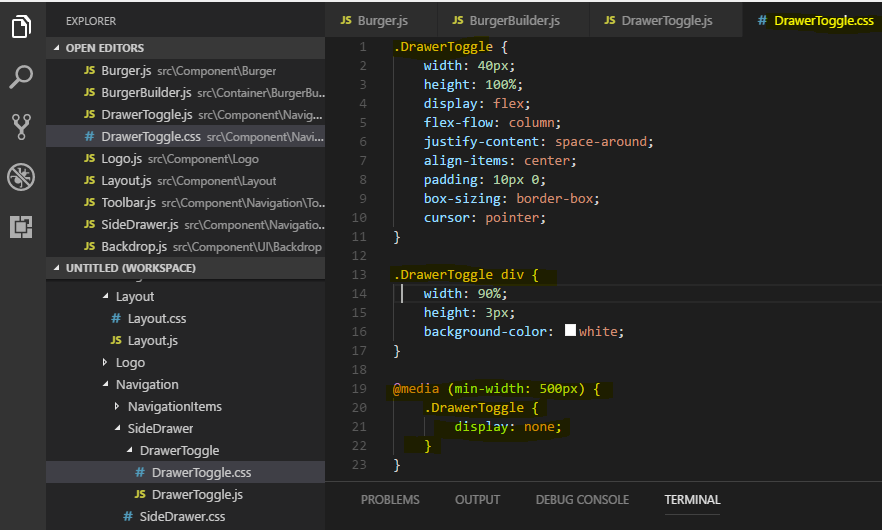 EXPLORER
OPEN EDITORS
JS Burger.js src\Component\Burger
JS BurgerBuilder.js src\Container\BurgerBu...
JS DrawerToggle.js src\Component\Navig...
# DrawerToggle.css src\Component\Navi...
JS Logo.js src\Component\Logo
JS Layout.js src\Component\Layout
JS Toolbar.js src\Component\Navigation\To...
JS SideDrawer.js src\Component\Navigatio...
JS Backdrop.js src\Component\UI\Backdrop
UNTITLED (WORKSPACE)
Layout
# Layout.css
JS Layout.js
Logo
Navigation
NavigationItems
SideDrawer
DrawerToggle
# DrawerToggle.css
JS DrawerToggle.js
# SideDrawer.css
JS Burger.js
JS BurgerBuilder.js
JS DrawerToggle.js
# DrawerToggle.css
1 .DrawerToggle {
2 width: 40px;
3 height: 100%;
4 display: flex;
5 flex-flow: column;
6 justify-content: space-around;
7 align-items: center;
8 padding: 10px 0;
9 box-sizing: border-box;
10 cursor: pointer;
11 }
12
13 .DrawerToggle div {
14 width: 90%;
15 height: 3px;
16 background-color: white;
17 }
18
19 @media (min-width: 500px) {
20 .DrawerToggle {
21 display: none;
22 }
23 }
PROBLEMS
OUTPUT
DEBUG CONSOLE
TERMINAL